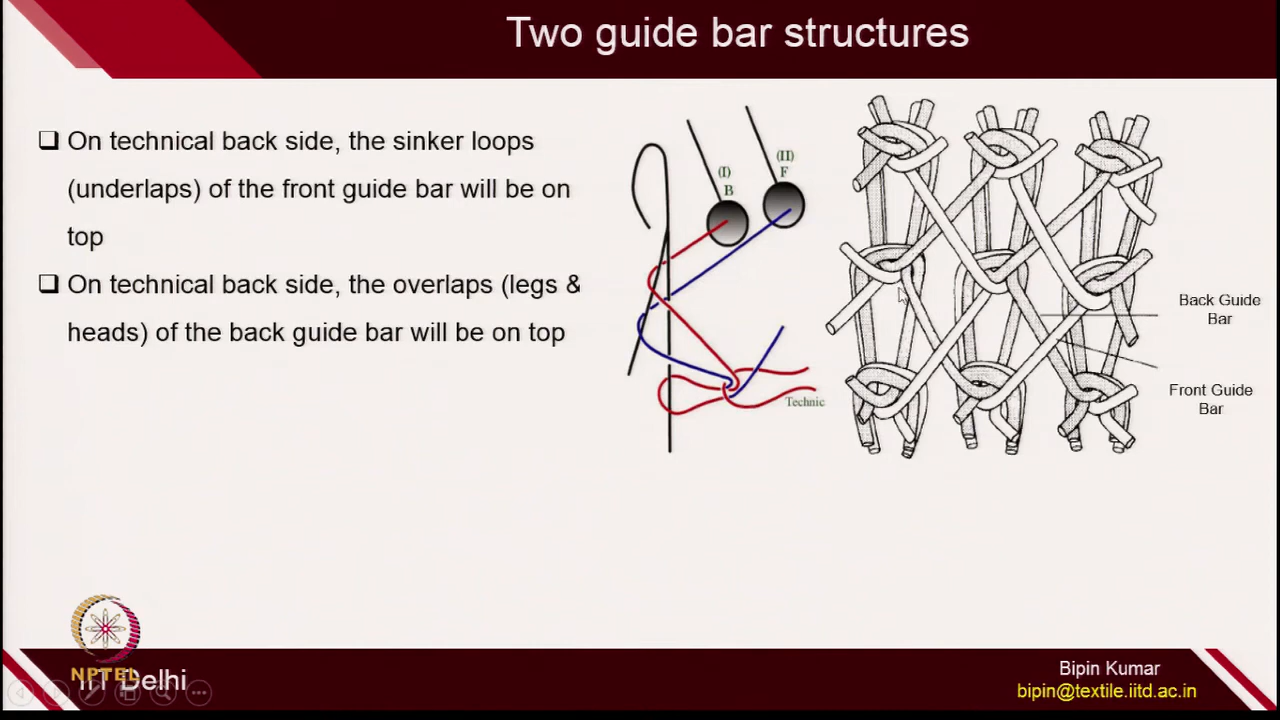 Two guide bar structures
On technical back side, the sinker loops
(underlaps) of the front guide bar will be on
top
On technical back side, the overlaps (legs &
heads) of the back guide bar will be on top
(I)
B
(II)
F
Technic
Back Guide
Bar
Front Guide
Bar
NPTEL
IIT Delhi
Bipin Kumar
bipin@textile.iitd.ac.in